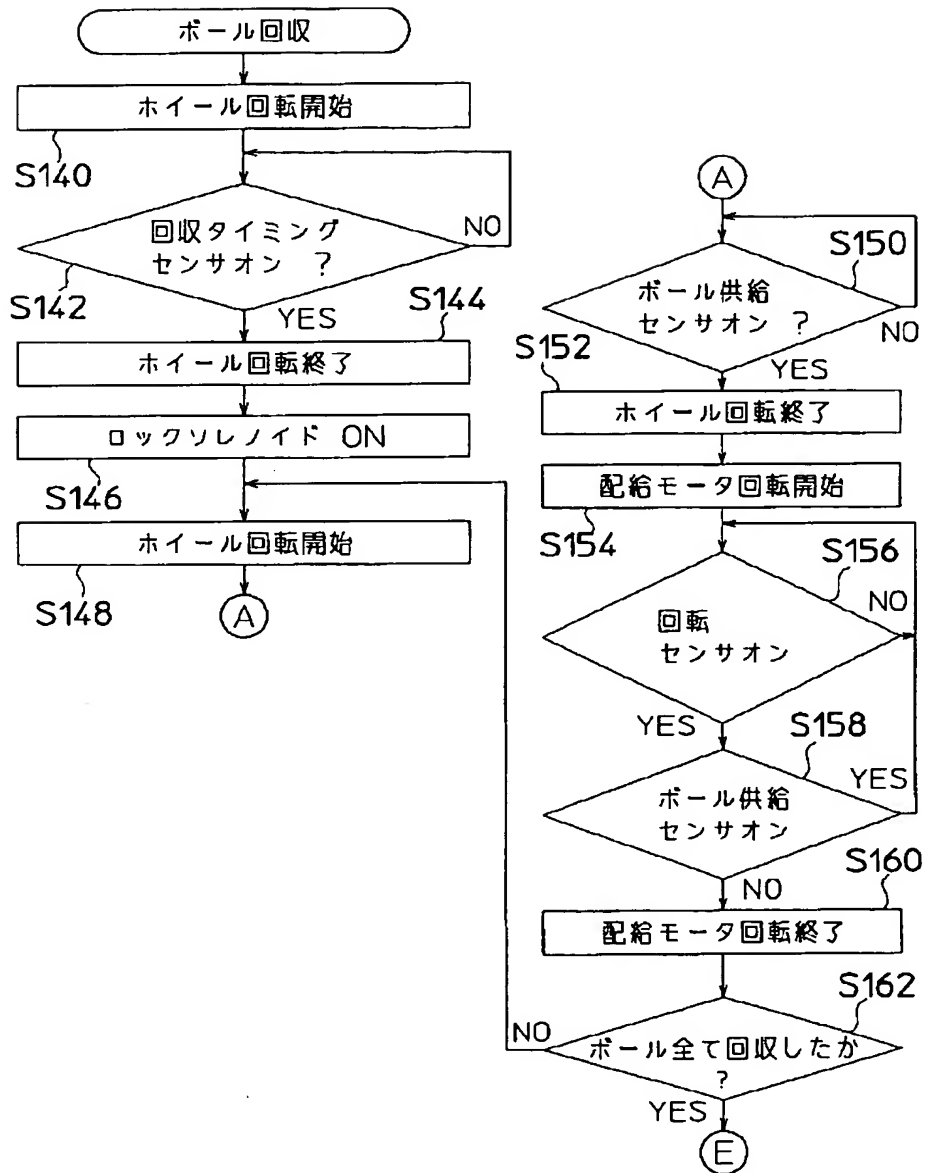 ボール回収
ホイール回転開始
S140
回収タイミング
センサオン ?
NO
S142
YES
S144
ホイール回転終了
ロックソレノイド ON
S146
ホイール回転開始
S148
A
A
S150
ボール供給
センサオン ?
NO
S152
YES
ホイール回転終了
配給モータ回転開始
S154
S156
NO
回転
センサオン
YES
S158
YES
ボール供給
センサオン
S160
NO
配給モータ回転終了
S162
NO
ボール全て回収したか
?
YES
E